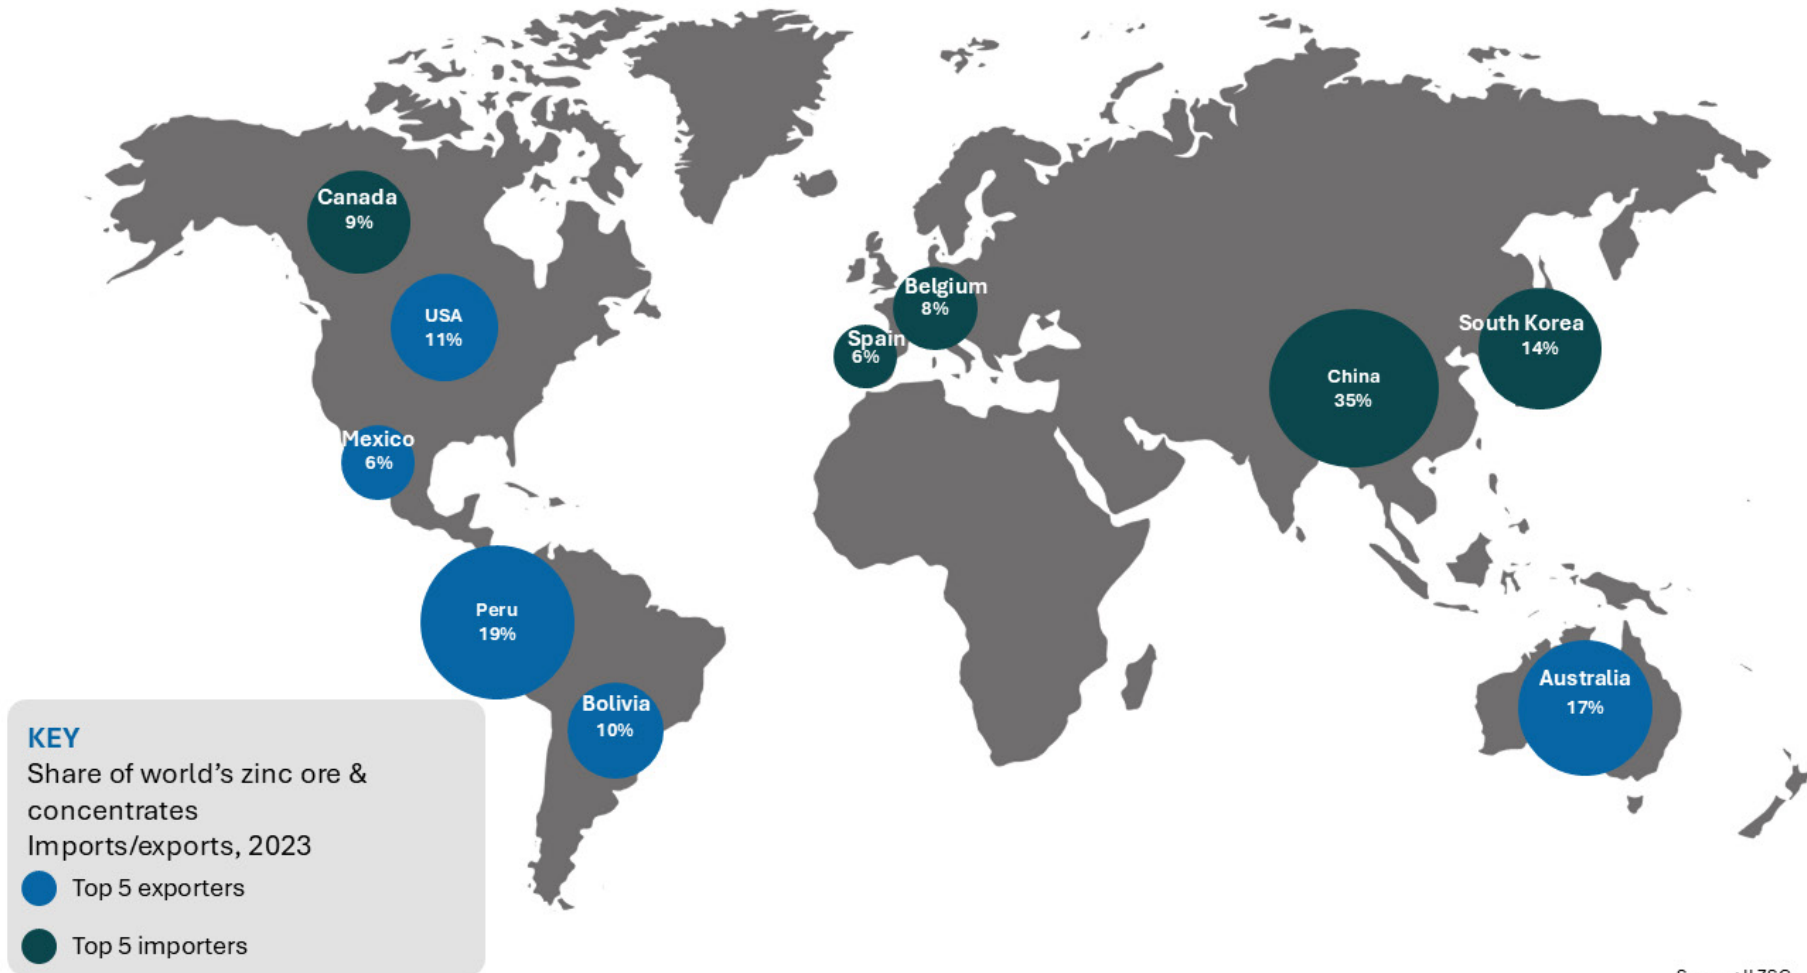 Canada
9%
USA
11%
Mexico
6%
Peru
19%
Bolivia
10%
Belgium
8%
Spain
6%
China
35%
South Korea
14%
Australia
17%
KEY
Share of world’s zinc ore &
concentrates
Imports/exports, 2023
Top 5 exporters
Top 5 importers